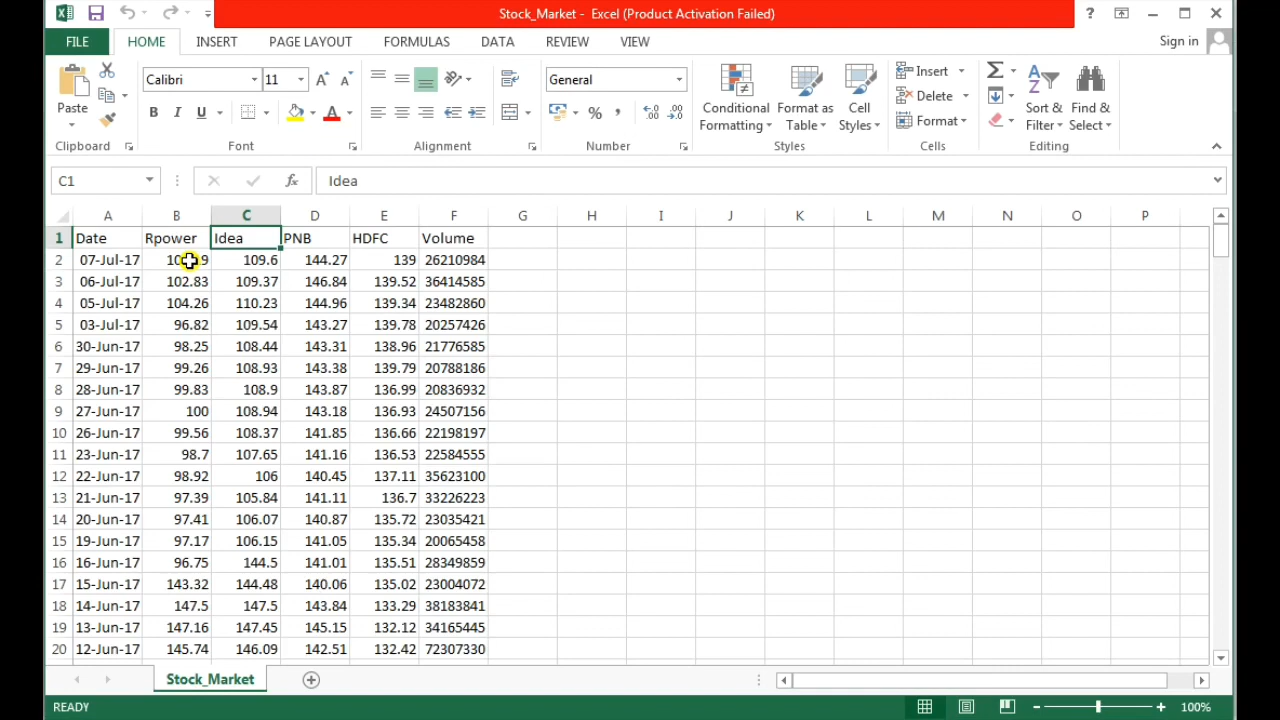 Stock_Market - Excel (Product Activation Failed)
FILE HOME INSERT PAGE LAYOUT FORMULAS DATA REVIEW VIEW Sign in
Paste Calibri 11 General Conditional Formatting Format as Table Cell Styles Insert Delete Format Sort & Filter Find & Select
Clipboard Font Alignment Number Styles Cells Editing
C1 Idea
A B C D E F G H I J K L M N O P
1 Date Rpower Idea PNB HDFC Volume
2 07-Jul-17 109.6 144.27 139 26210984
3 06-Jul-17 102.83 109.37 146.84 139.52 36414585
4 05-Jul-17 104.26 110.23 144.96 139.34 23482860
5 03-Jul-17 96.82 109.54 143.27 139.78 20257426
6 30-Jun-17 98.25 108.44 143.31 138.96 21776585
7 29-Jun-17 99.26 108.93 143.38 139.79 20788186
8 28-Jun-17 99.83 108.9 143.87 136.99 20836932
9 27-Jun-17 100 108.94 143.18 136.93 24507156
10 26-Jun-17 99.56 108.37 141.85 136.66 22198197
11 23-Jun-17 98.7 107.65 141.16 136.53 22584555
12 22-Jun-17 98.92 106 140.45 137.11 35623100
13 21-Jun-17 97.39 105.84 141.11 136.7 33226223
14 20-Jun-17 97.41 106.07 140.87 135.72 23035421
15 19-Jun-17 97.17 106.15 141.05 135.34 20065458
16 16-Jun-17 96.75 144.5 141.01 135.51 28349859
17 15-Jun-17 143.32 144.48 140.06 135.02 23004072
18 14-Jun-17 147.5 147.5 143.84 133.29 38183841
19 13-Jun-17 147.16 147.45 145.15 132.12 34165445
20 12-Jun-17 145.74 146.09 142.51 132.42 72307330
Stock_Market
READY 100%